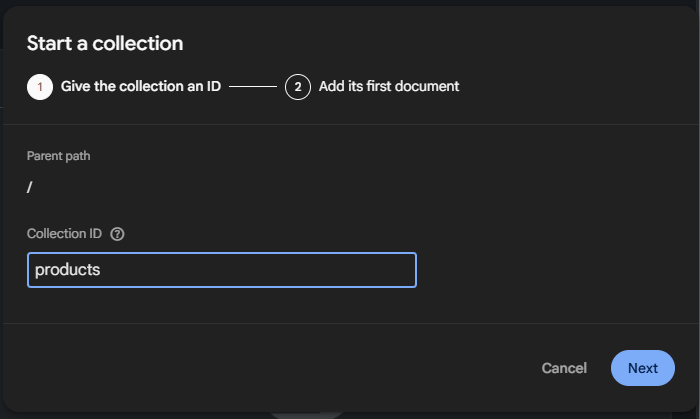 Start a collection
1 Give the collection an ID 2 Add its first document
Parent path
/
Collection ID ?
products
Cancel Next